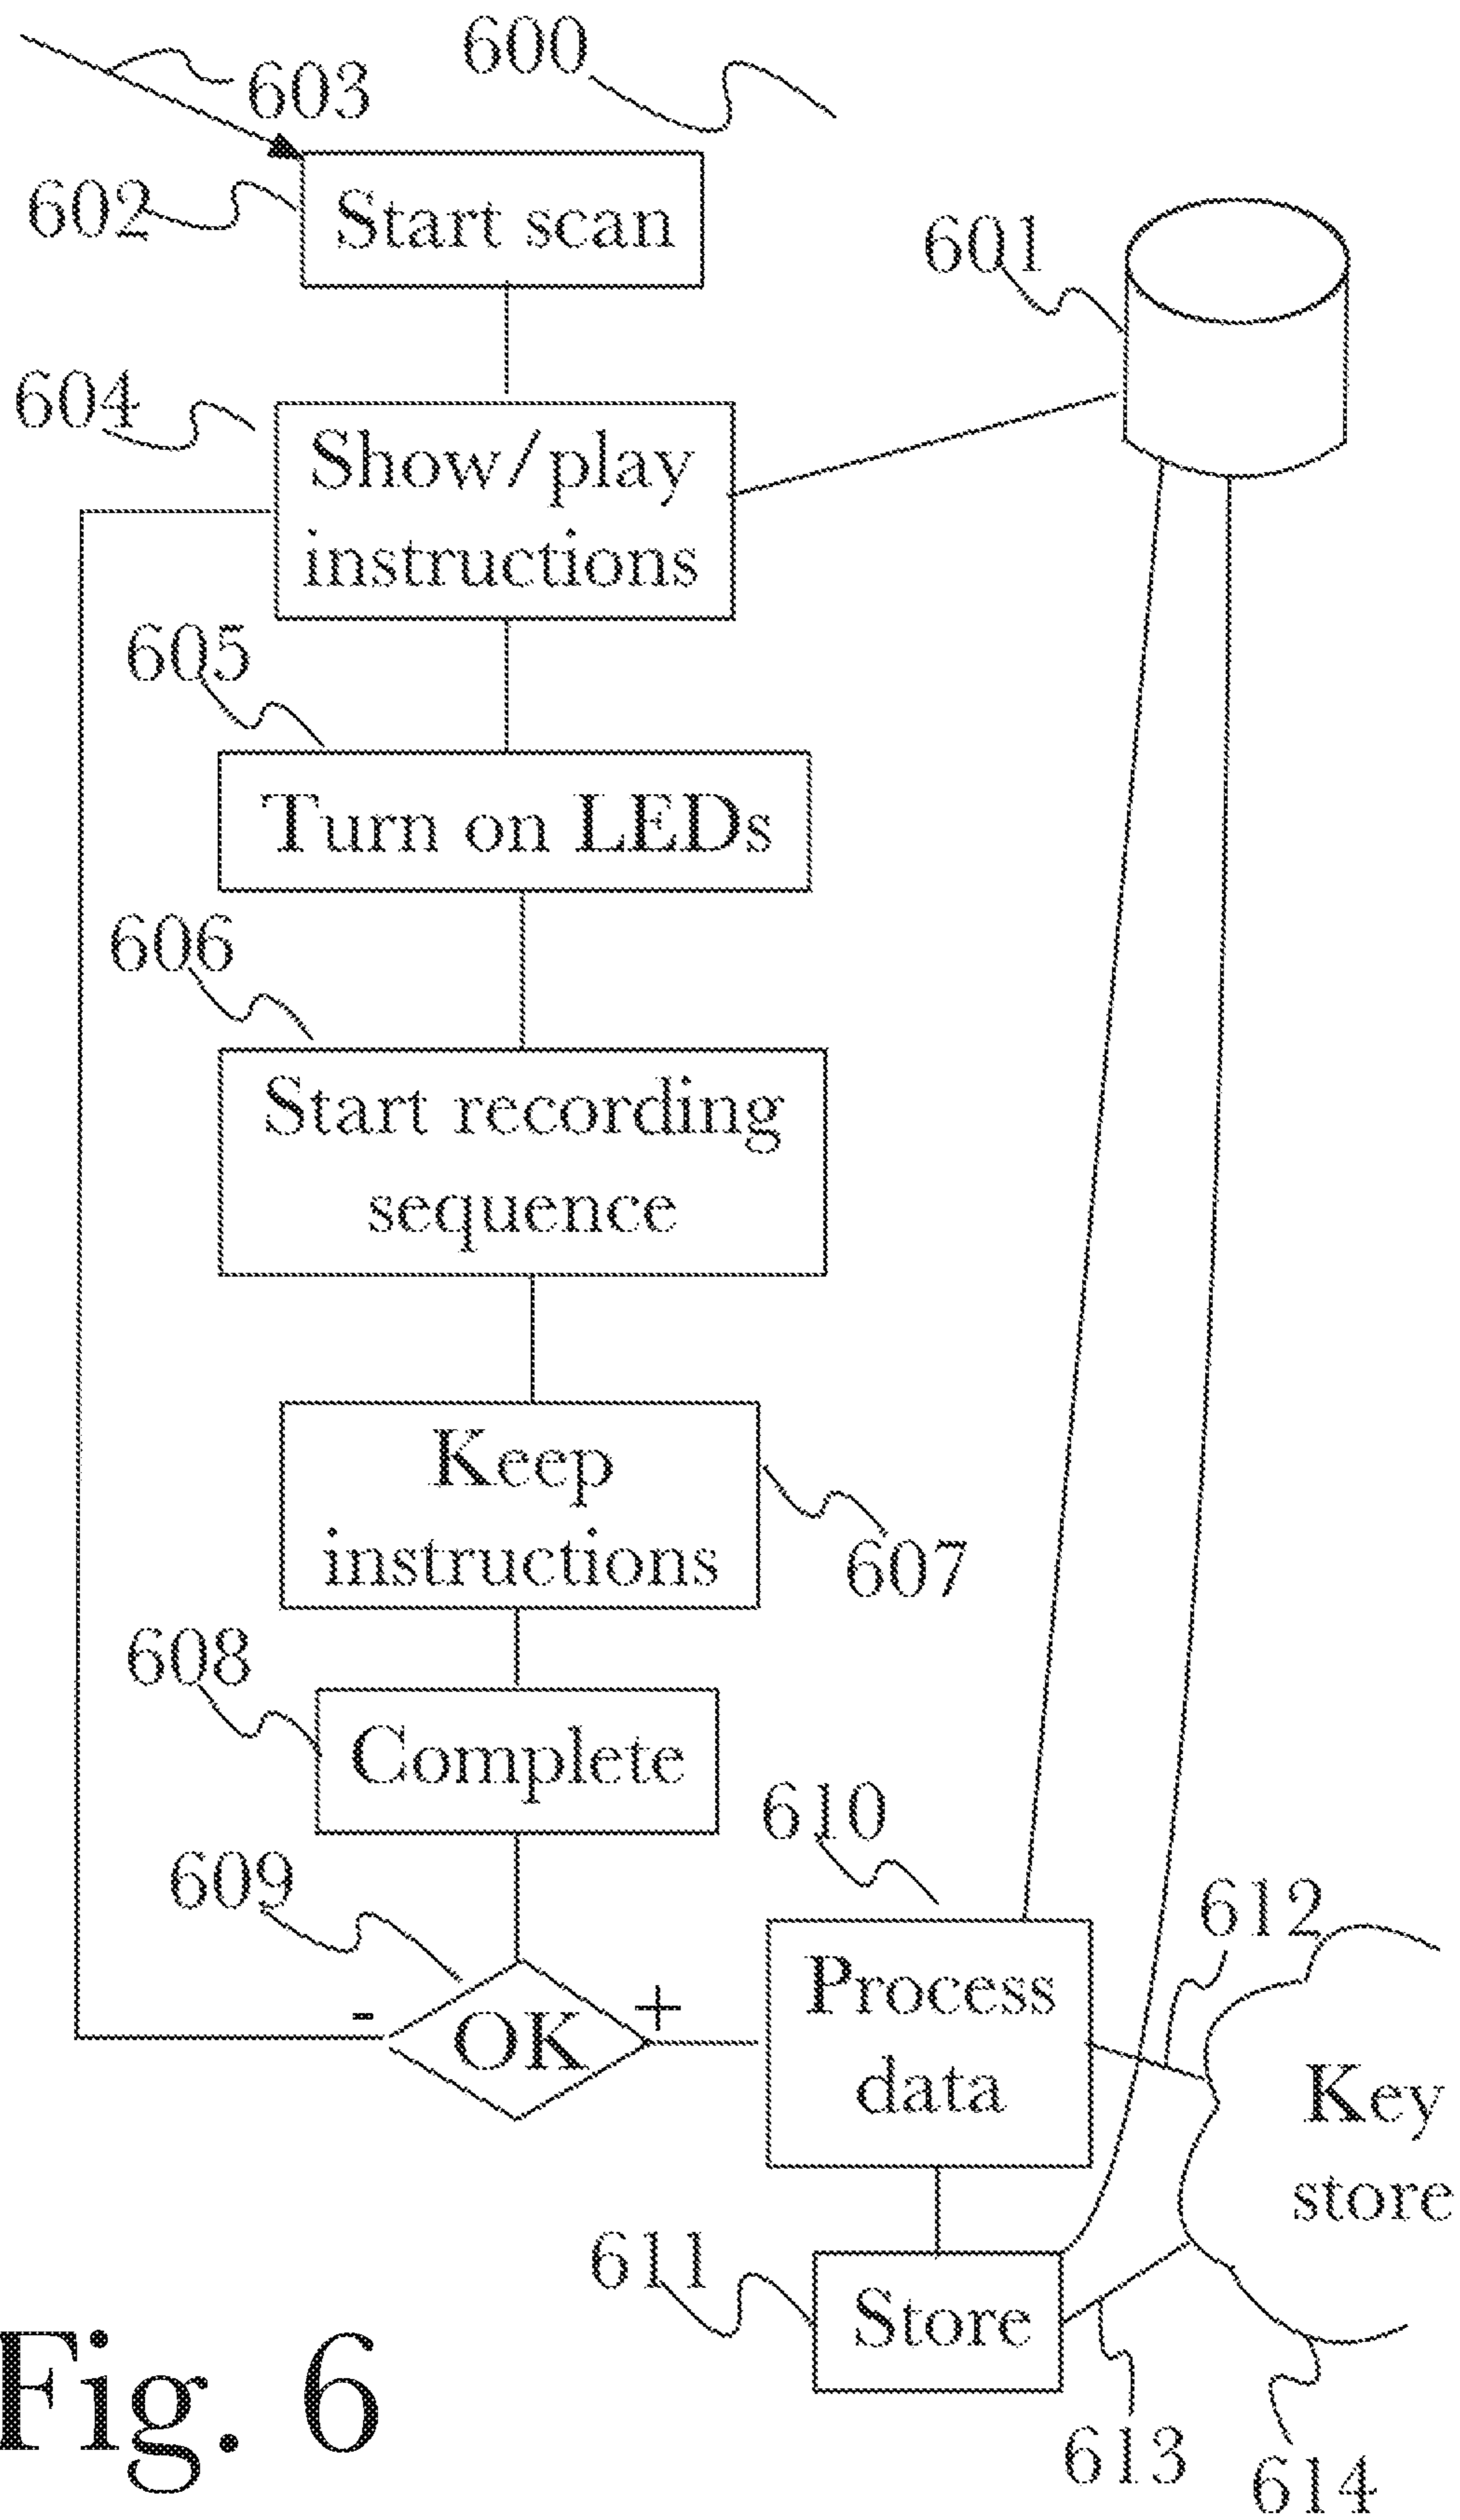 600
603
602
Start scan
601
604
Show/play
instructions
605
Turn on LEDs
606
Start recording
sequence
Keep
instructions
607
608
Complete
610
609
612
-
OK
+
Process
data
Key
store
611
Store
Fig. 6
613
614